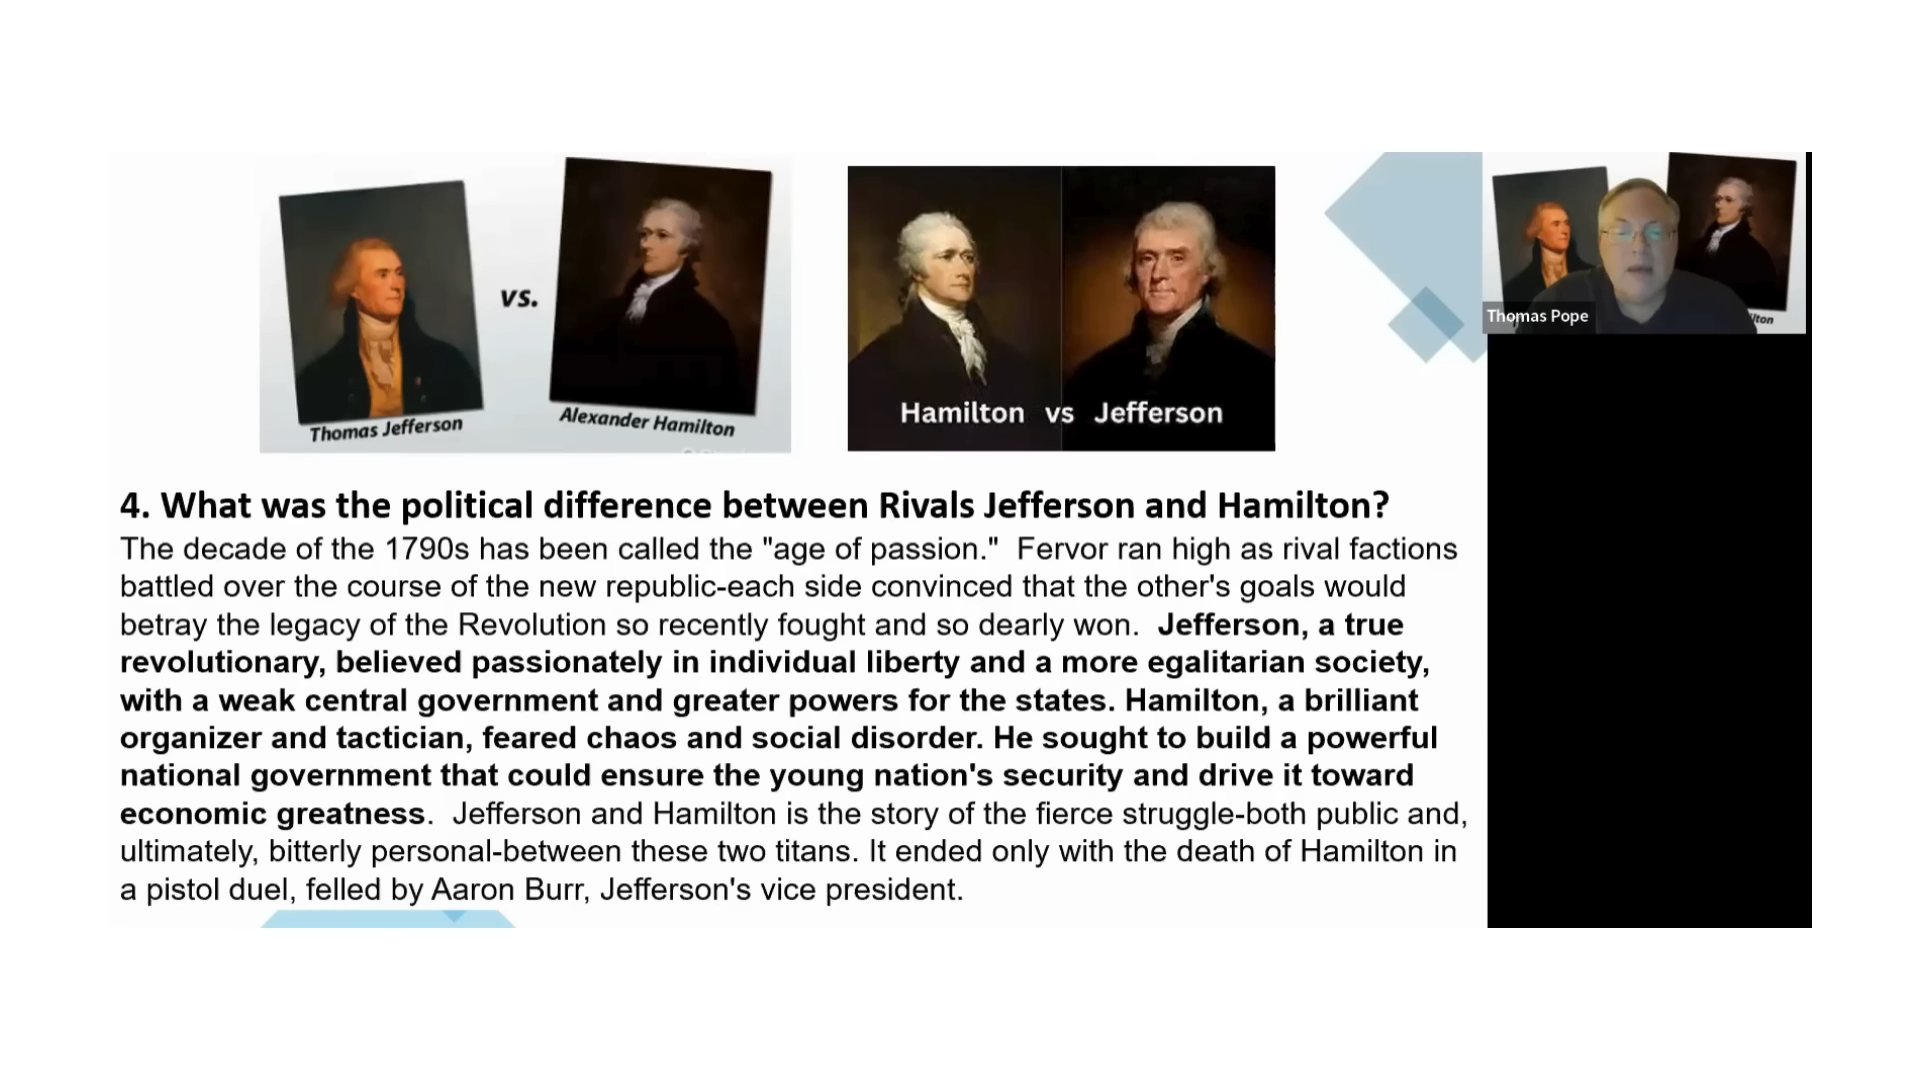 Thomas Jefferson
vs.
Alexander Hamilton
Hamilton vs Jefferson
Thomas Pope
lton
4. What was the political difference between Rivals Jefferson and Hamilton?
The decade of the 1790s has been called the "age of passion."  Fervor ran high as rival factions
battled over the course of the new republic-each side convinced that the other's goals would
betray the legacy of the Revolution so recently fought and so dearly won.  Jefferson, a true
revolutionary, believed passionately in individual liberty and a more egalitarian society,
with a weak central government and greater powers for the states. Hamilton, a brilliant
organizer and tactician, feared chaos and social disorder. He sought to build a powerful
national government that could ensure the young nation's security and drive it toward
economic greatness.  Jefferson and Hamilton is the story of the fierce struggle-both public and,
ultimately, bitterly personal-between these two titans. It ended only with the death of Hamilton in
a pistol duel, felled by Aaron Burr, Jefferson's vice president.